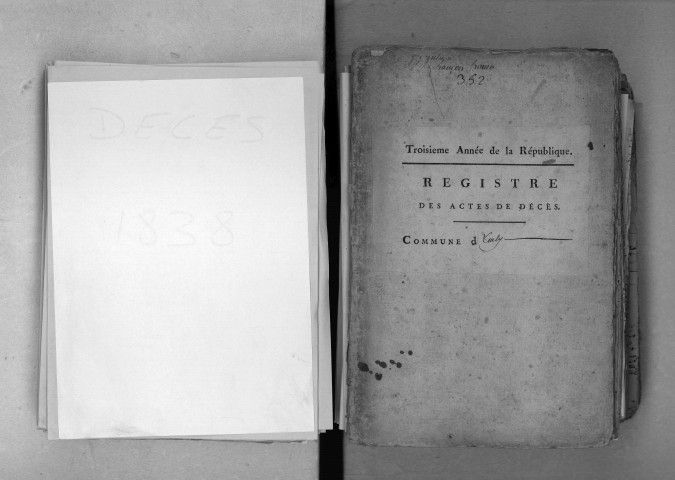 DECES
1838
352
Troisieme Année de la République.
REGISTRE
DES ACTES DE DÉCÈS.
COMMUNE d